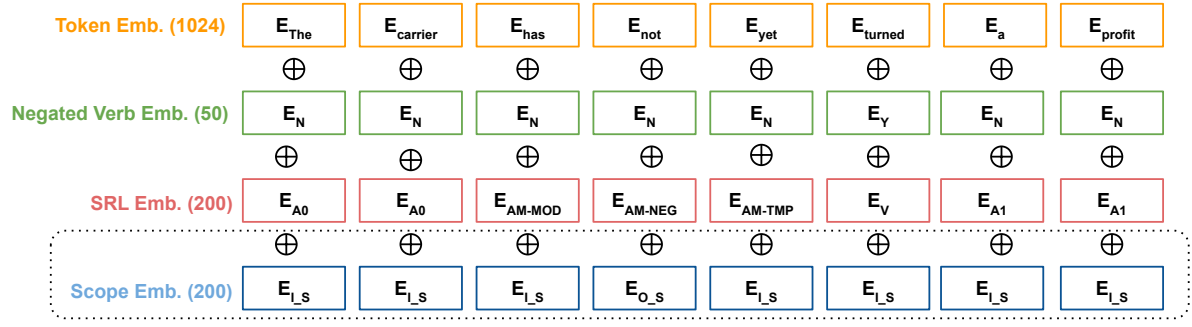 Token Emb. (1024) E_The E_carrier E_has E_not E_yet E_turned E_a E_profit
Negated Verb Emb. (50) E_N E_N E_N E_N E_N E_Y E_N E_N
SRL Emb. (200) E_A0 E_A0 E_AM-MOD E_AM-NEG E_AM-TMP E_V E_A1 E_A1
Scope Emb. (200) E_I_S E_I_S E_I_S E_O_S E_I_S E_I_S E_I_S E_I_S